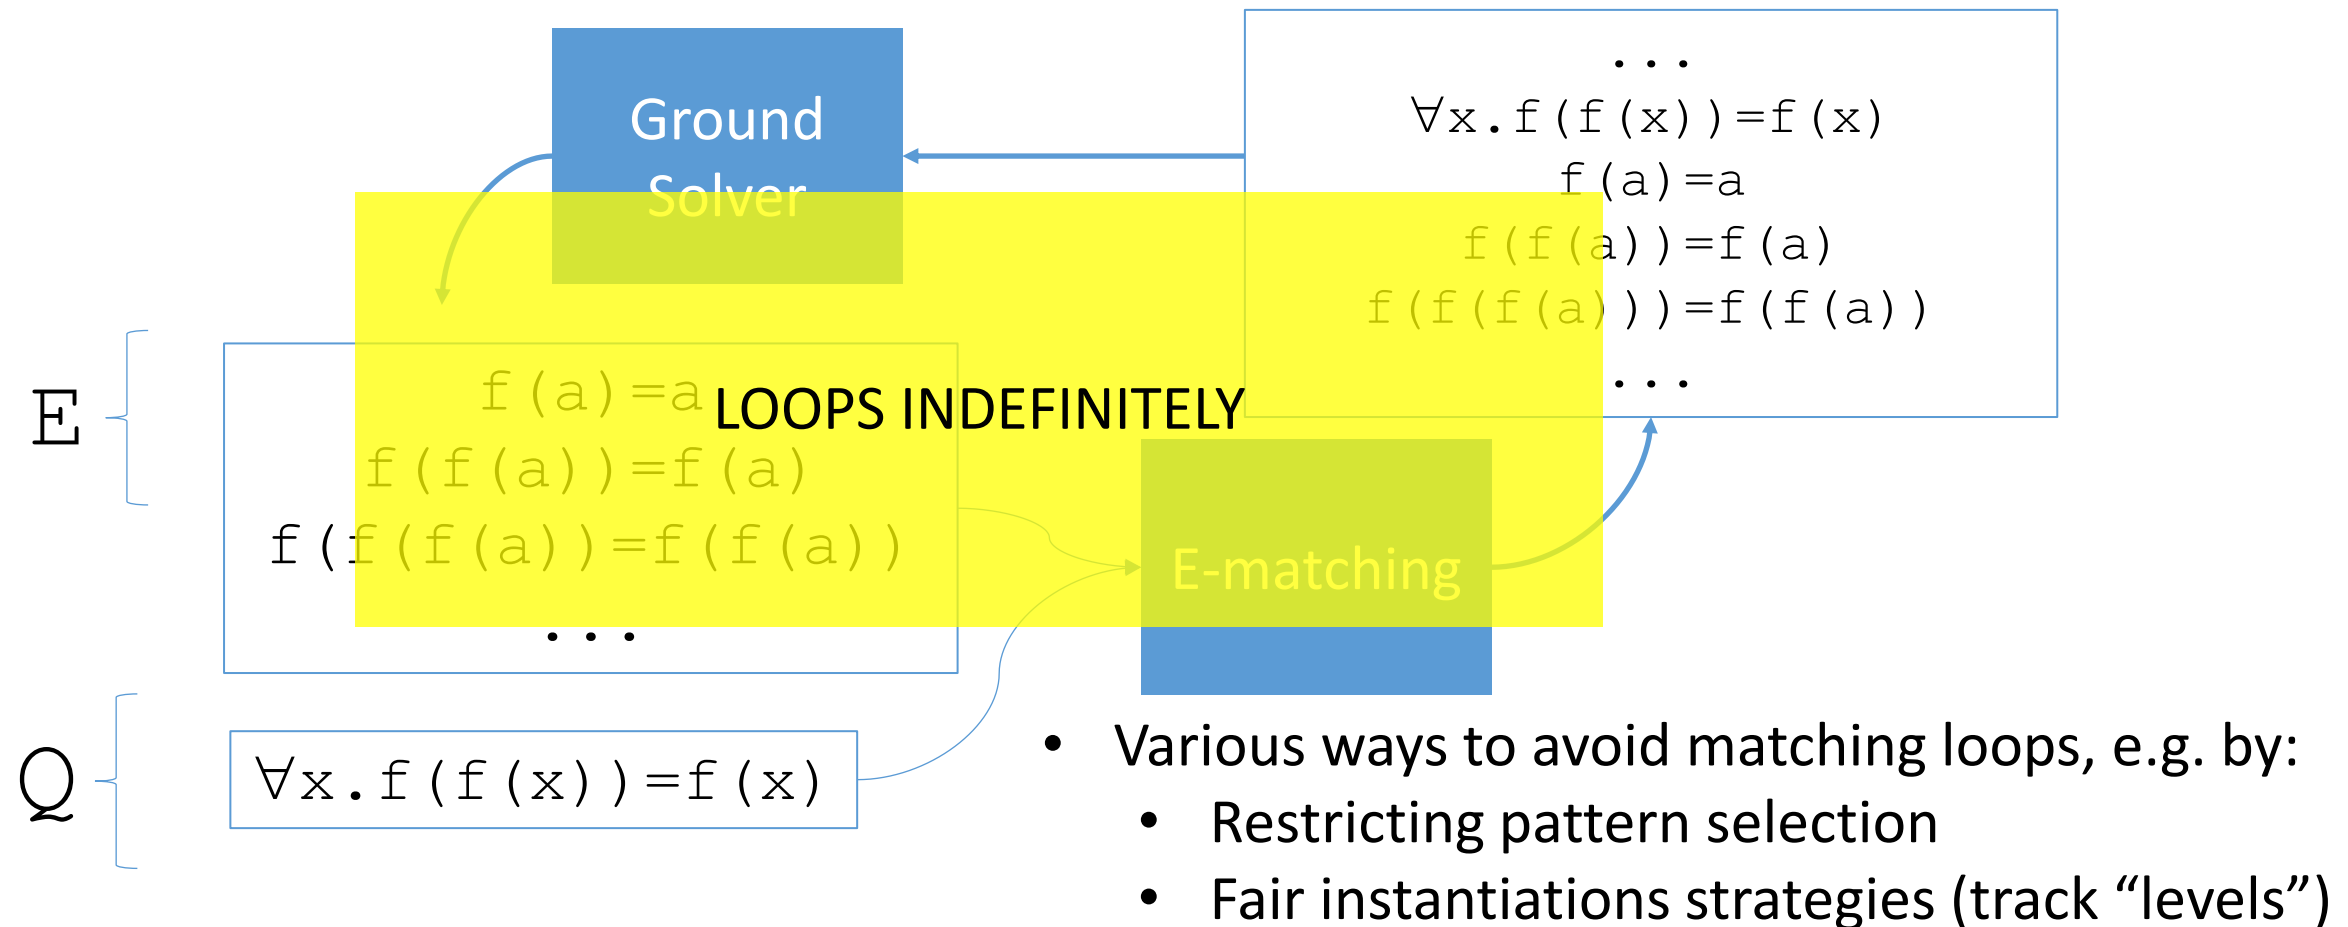 Ground
Solver
...
∀x.f(f(x))=f(x)
f(a)=a
f(f(a))=f(a)
f(f(f(a)))=f(f(a))
...
E
f(a)=a
f(f(a))=f(a)
f(f(f(a))=f(f(a))
...
LOOPS INDEFINITELY
E-matching
Q
∀x.f(f(x))=f(x)
• Various ways to avoid matching loops, e.g. by:
• Restricting pattern selection
• Fair instantiations strategies (track “levels”)